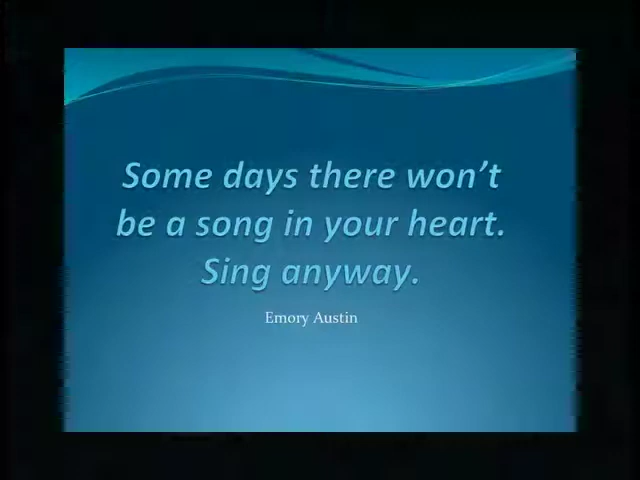 Some days there won’t
be a song in your heart.
Sing anyway.
Emory Austin